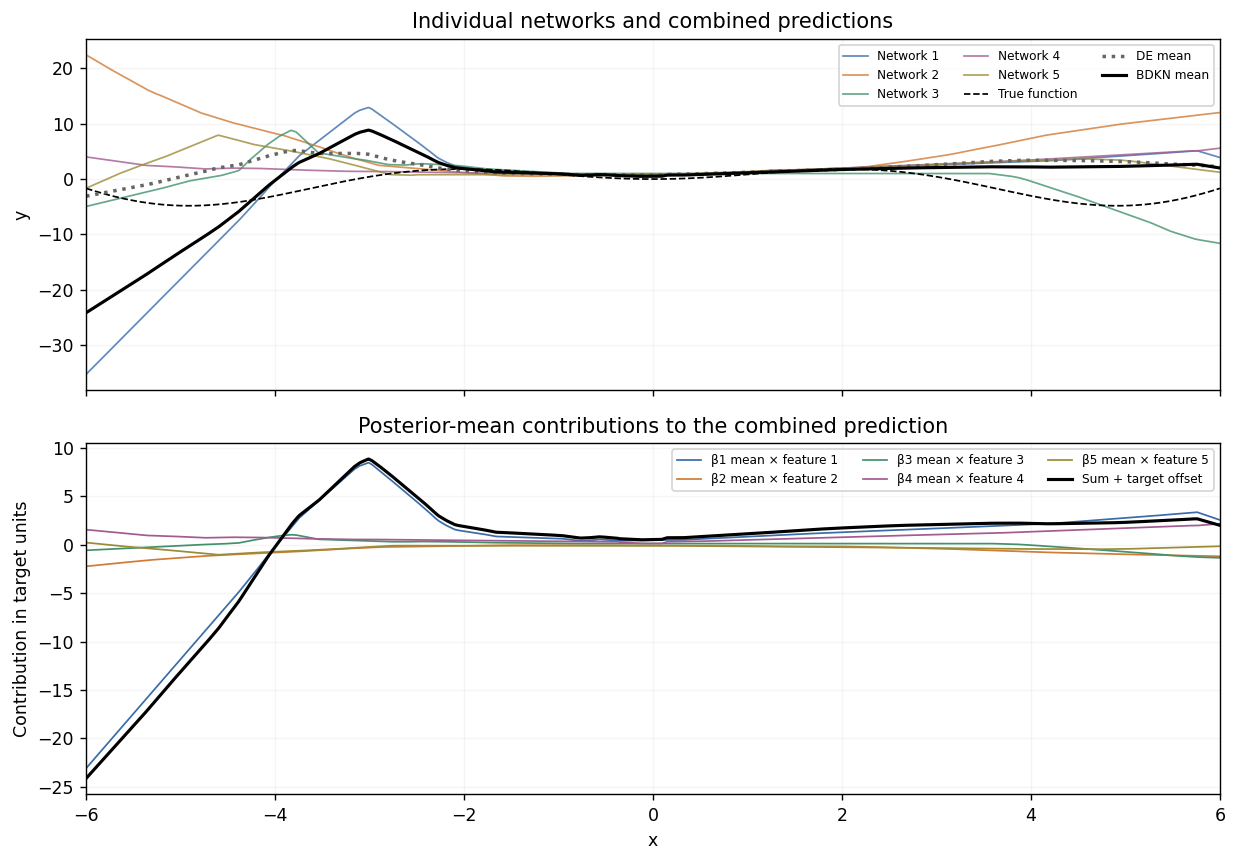 Individual networks and combined predictions
Network 1
Network 2
Network 3
Network 4
Network 5
True function
DE mean
BDKN mean
20
10
0
−10
−20
−30
y
Posterior-mean contributions to the combined prediction
β1 mean × feature 1
β2 mean × feature 2
β3 mean × feature 3
β4 mean × feature 4
β5 mean × feature 5
Sum + target offset
10
5
0
−5
−10
−15
−20
−25
Contribution in target units
−6
−4
−2
0
2
4
6
x